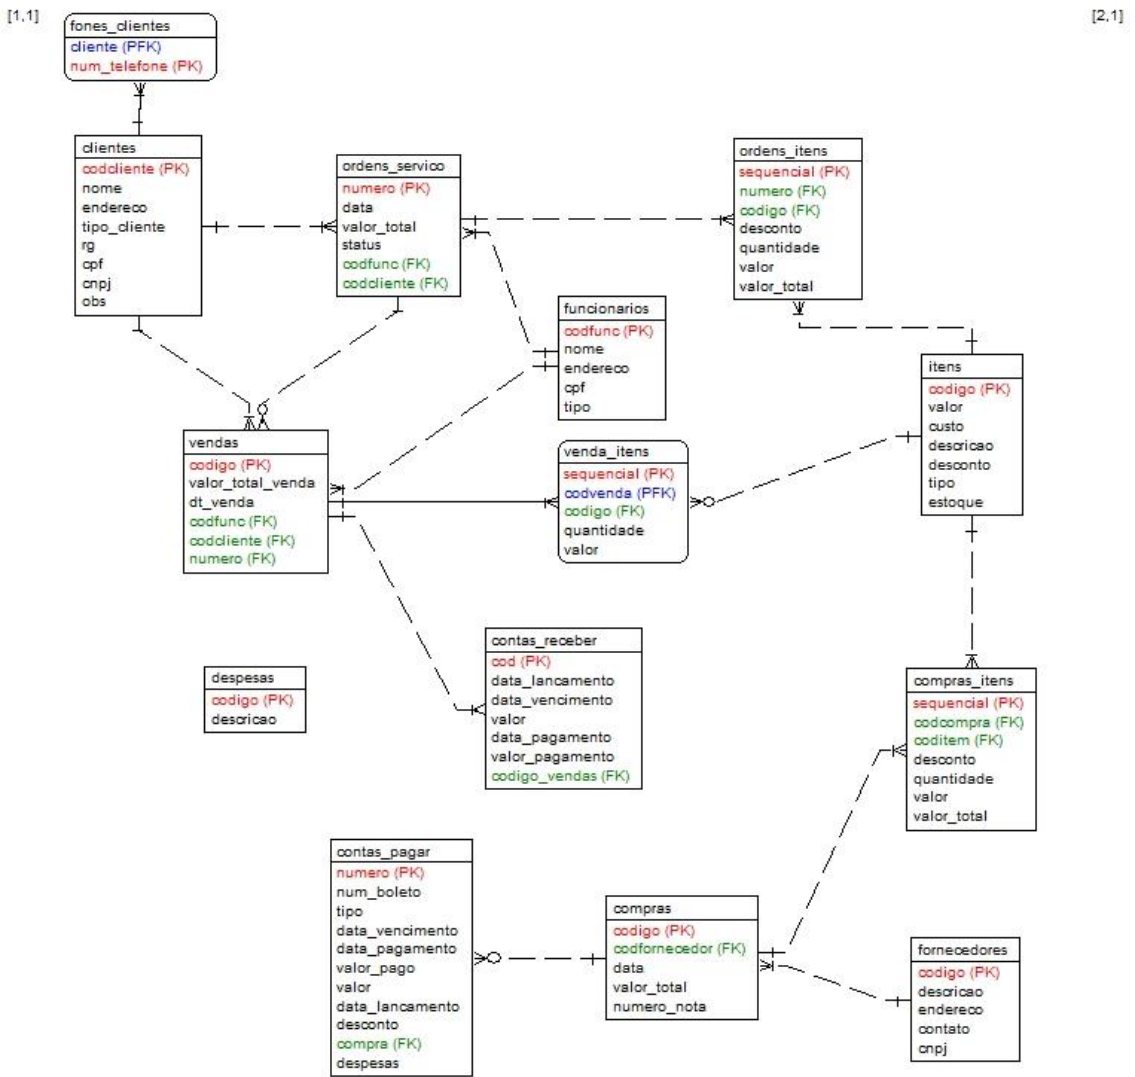 [1,1]
[2,1]
fones_clientes
cliente (PFK)
num_telefone (PK)
clientes
codcliente (PK)
nome
endereco
tipo_cliente
rg
cpf
cnpj
obs
ordens_servico
numero (PK)
data
valor_total
status
codfunc (FK)
codcliente (FK)
ordens_itens
sequencial (PK)
numero (FK)
codigo (FK)
desconto
quantidade
valor
valor_total
funcionarios
codfunc (PK)
nome
endereco
cpf
tipo
itens
codigo (PK)
valor
custo
descricao
desconto
tipo
estoque
vendas
codigo (PK)
valor_total_venda
dt_venda
codfunc (FK)
codcliente (FK)
numero (FK)
venda_itens
sequencial (PK)
codvenda (PFK)
codigo (FK)
quantidade
valor
contas_receber
cod (PK)
data_lancamento
data_vencimento
valor
data_pagamento
valor_pagamento
codigo_vendas (FK)
despesas
codigo (PK)
descricao
compras_itens
sequencial (PK)
codcompra (FK)
coditem (FK)
desconto
quantidade
valor
valor_total
contas_pagar
numero (PK)
num_boleto
tipo
data_vencimento
data_pagamento
valor_pago
valor
data_lancamento
desconto
compra (FK)
despesas
compras
codigo (PK)
codfornecedor (FK)
data
valor_total
numero_nota
fornecedores
codigo (PK)
descricao
endereco
contato
cnpj